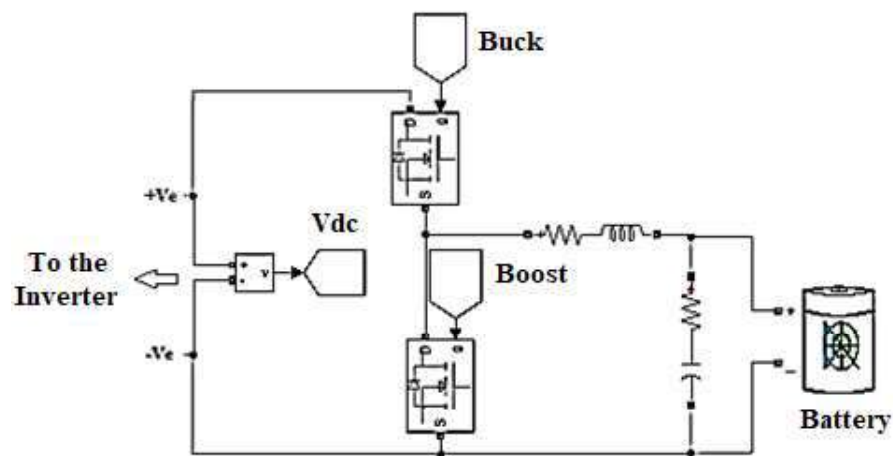 Buck
D g
S
+Ve
Vdc
To the
Inverter
+
-
v
Boost
+
+
D g
S
-Ve
+
−
Battery